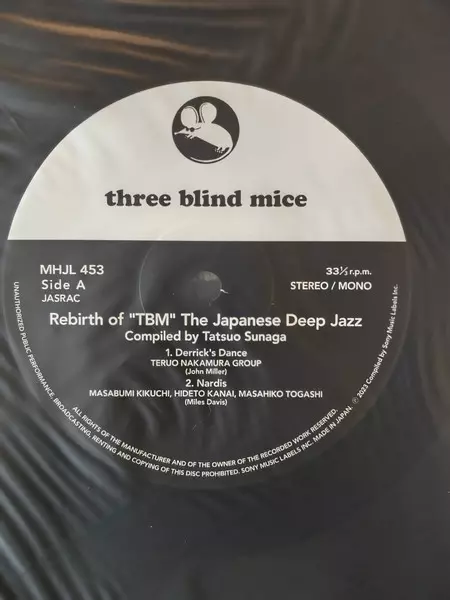 three blind mice
MHJL 453
Side A
JASRAC
33⅓ r.p.m.
STEREO / MONO
Rebirth of "TBM" The Japanese Deep Jazz
Compiled by Tatsuo Sunaga
1. Derrick's Dance
TERUO NAKAMURA GROUP
(John Miller)
2. Nardis
MASABUMI KIKUCHI, HIDETO KANAI, MASAHIKO TOGASHI
(Miles Davis)
UNAUTHORIZED PUBLIC PERFORMANCE, BROADCASTING, RENTING AND COPYING OF THIS DISC PROHIBITED. SONY MUSIC LABELS INC. MADE IN JAPAN.
ALL RIGHTS OF THE MANUFACTURER AND OF THE OWNER OF THE RECORDED WORK RESERVED.
℗ 2023 Compiled by Sony Music Labels Inc.